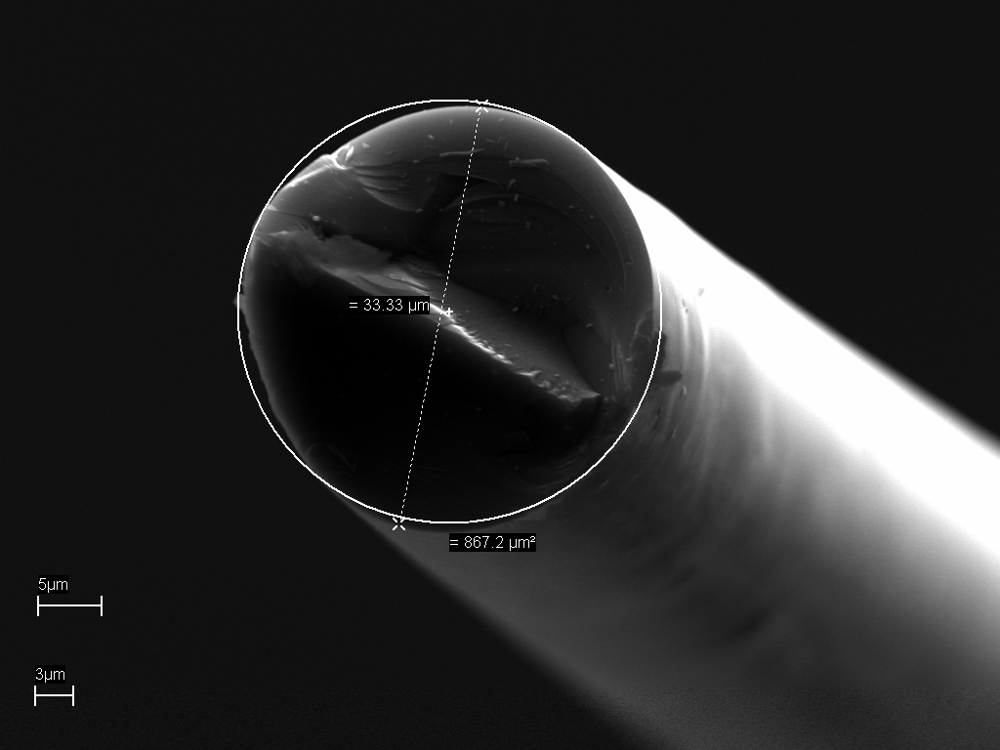 = 33.33 µm
= 867.2 µm²
5µm
3µm